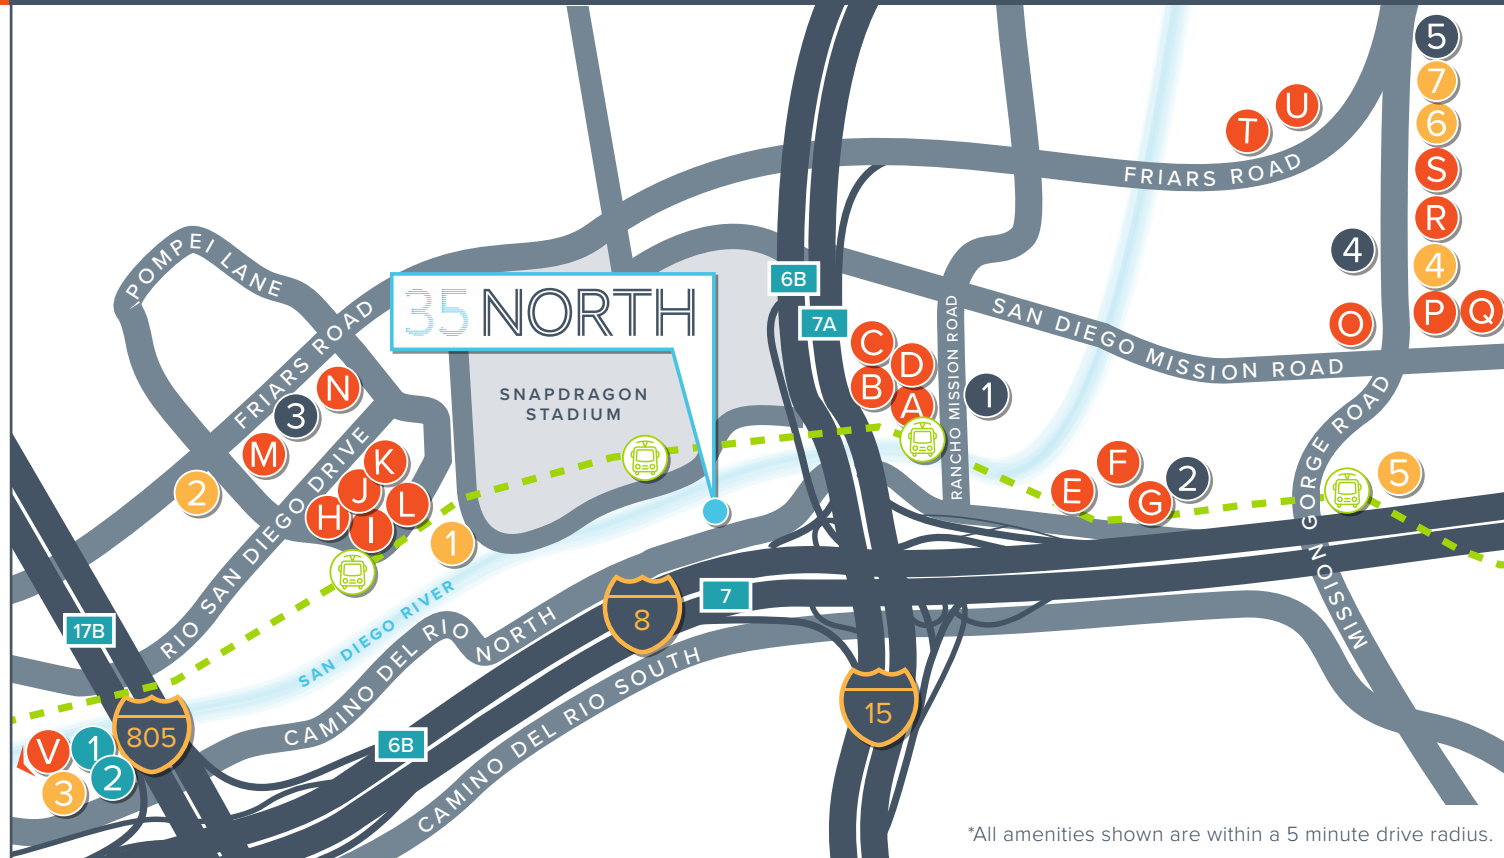 5
7
6
U
T
FRIARS ROAD
S
R
4
4
P
Q
O
POMPEI LANE
35 NORTH
6B
7A
SAN DIEGO MISSION ROAD
C
D
B
A
RANCHO MISSION ROAD
1
FRIARS ROAD
N
3
M
2
SNAPDRAGON
STADIUM
RIO SAN DIEGO DRIVE
K
J
L
H
I
1
F
E
G
2
5
MISSION GORGE ROAD
SAN DIEGO RIVER
17B
7
8
CAMINO DEL RIO NORTH
CAMINO DEL RIO SOUTH
15
805
6B
V
1
2
3
*All amenities shown are within a 5 minute drive radius.